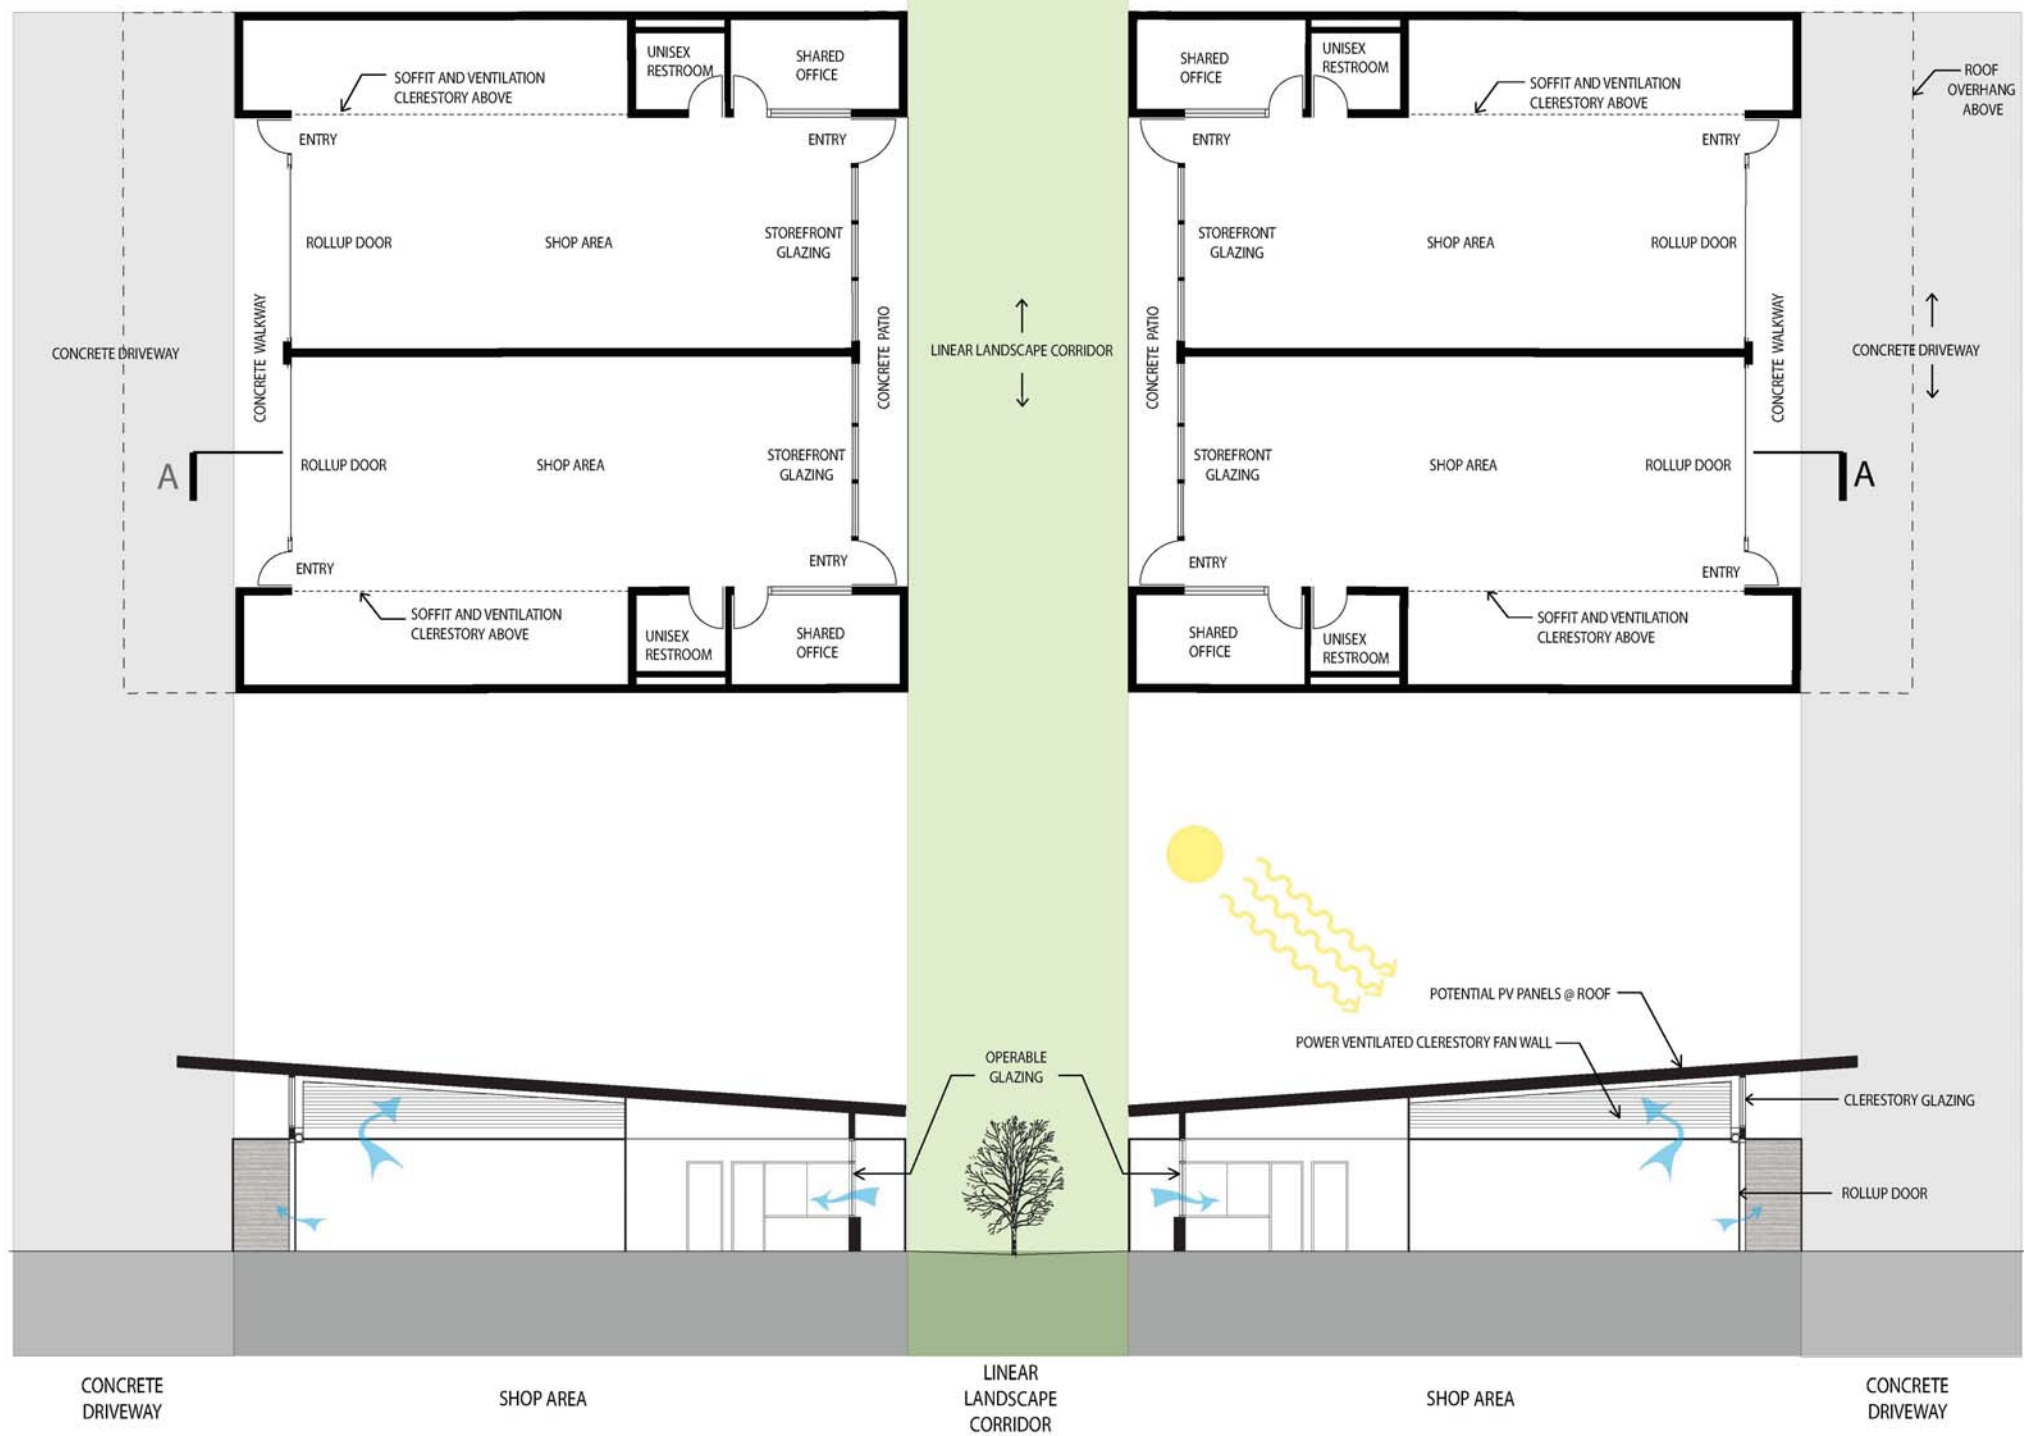 UNISEX
RESTROOM
SHARED
OFFICE
SOFFIT AND VENTILATION
CLERESTORY ABOVE
ENTRY
ENTRY
ROLLUP DOOR
SHOP AREA
STOREFRONT
GLAZING
CONCRETE WALKWAY
CONCRETE PATIO
CONCRETE DRIVEWAY
A
ROLLUP DOOR
SHOP AREA
STOREFRONT
GLAZING
ENTRY
ENTRY
SOFFIT AND VENTILATION
CLERESTORY ABOVE
UNISEX
RESTROOM
SHARED
OFFICE
LINEAR LANDSCAPE CORRIDOR
SHARED
OFFICE
UNISEX
RESTROOM
SOFFIT AND VENTILATION
CLERESTORY ABOVE
ROOF
OVERHANG
ABOVE
ENTRY
ENTRY
STOREFRONT
GLAZING
SHOP AREA
ROLLUP DOOR
CONCRETE PATIO
CONCRETE WALKWAY
CONCRETE DRIVEWAY
STOREFRONT
GLAZING
SHOP AREA
ROLLUP DOOR
A
ENTRY
ENTRY
SOFFIT AND VENTILATION
CLERESTORY ABOVE
SHARED
OFFICE
UNISEX
RESTROOM
POTENTIAL PV PANELS @ ROOF
POWER VENTILATED CLERESTORY FAN WALL
OPERABLE
GLAZING
CLERESTORY GLAZING
ROLLUP DOOR
CONCRETE
DRIVEWAY
SHOP AREA
LINEAR
LANDSCAPE
CORRIDOR
SHOP AREA
CONCRETE
DRIVEWAY